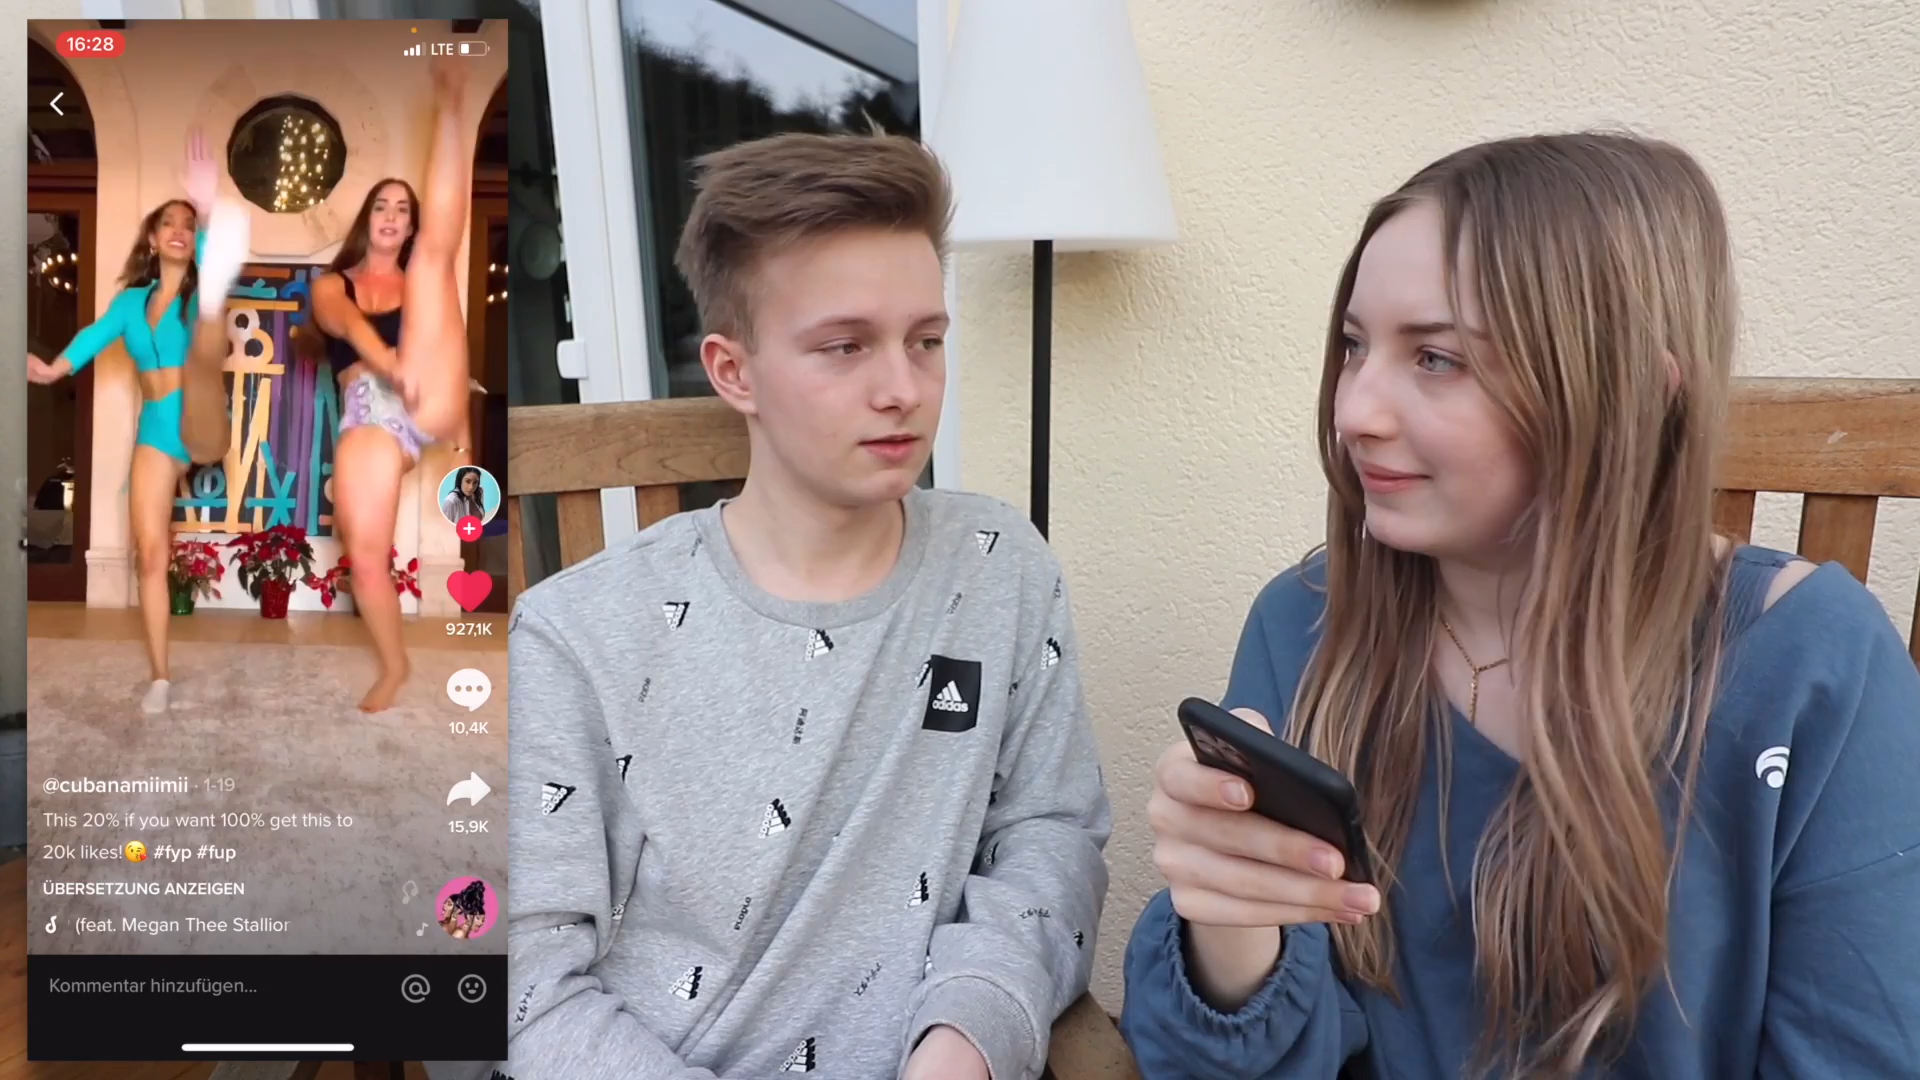 16:28
LTE
927,1K
10,4K
15,9K
@cubanamiimii · 1-19
This 20% if you want 100% get this to
20k likes!😘 #fyp #fup
ÜBERSETZUNG ANZEIGEN
(feat. Megan Thee Stallior
Kommentar hinzufügen...
adidas